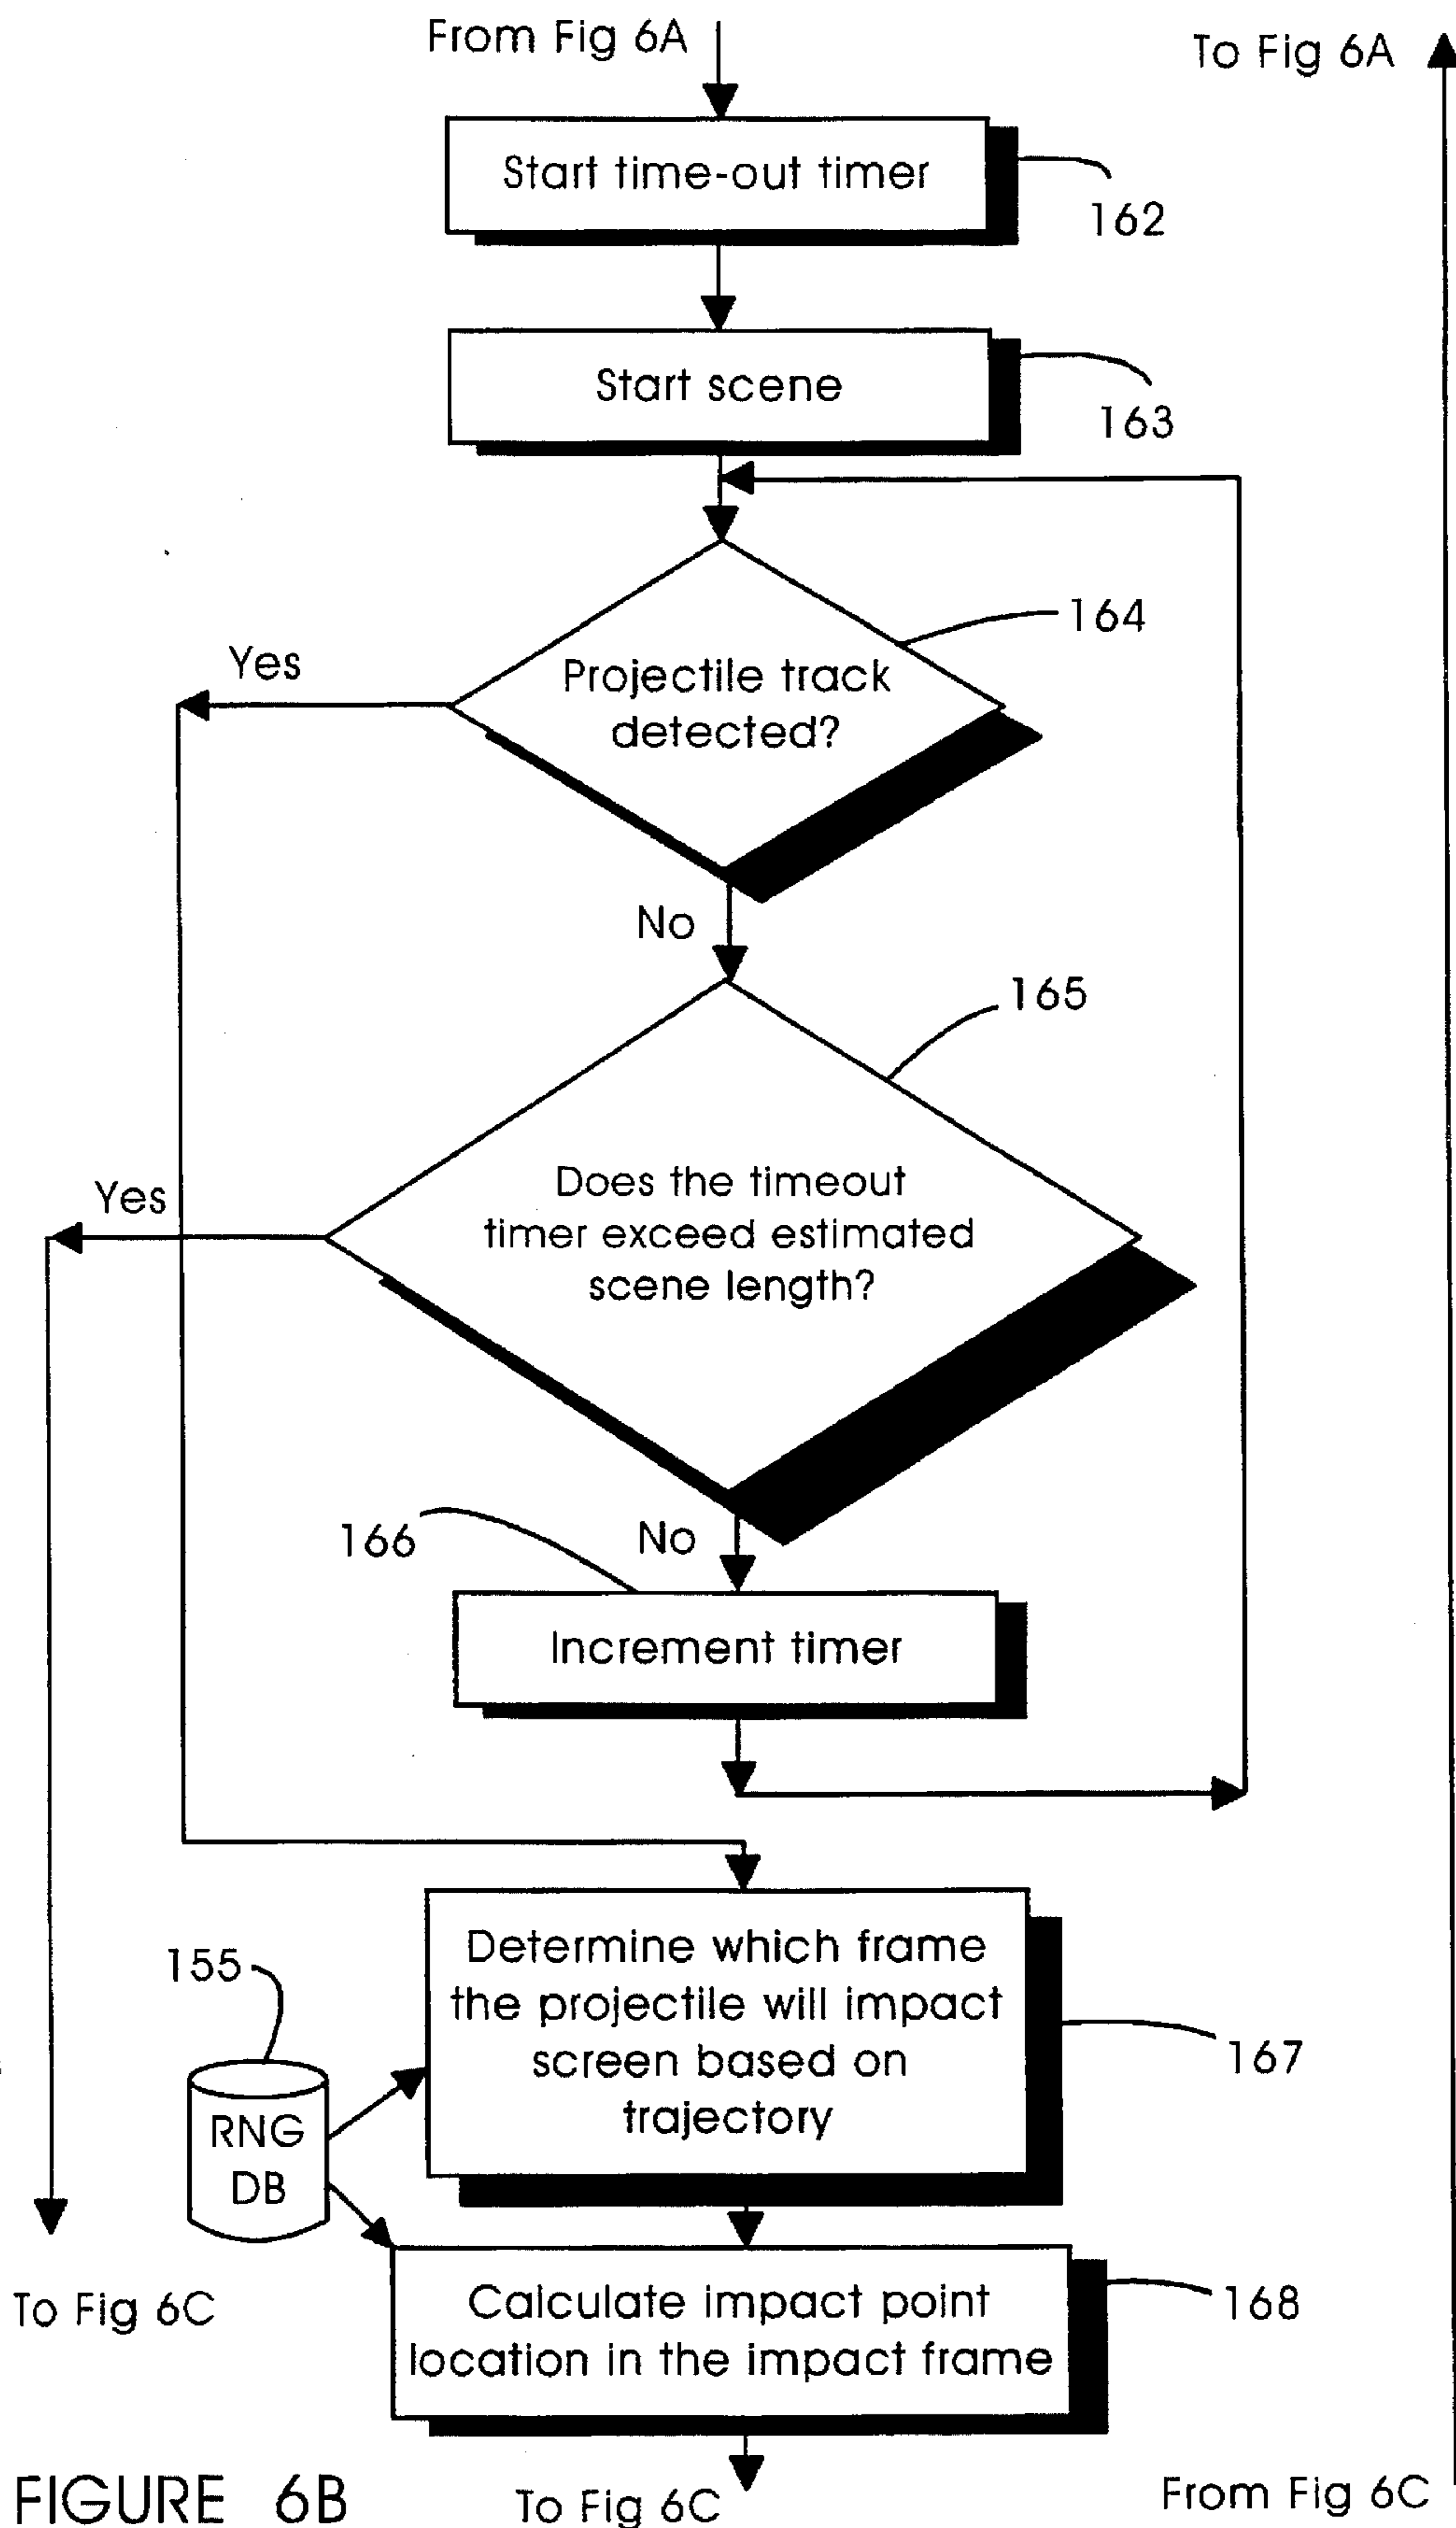 From Fig 6A
To Fig 6A
Start time-out timer
162
Start scene
163
164
Yes
Projectile track
detected?
No
165
Yes
Does the timeout
timer exceed estimated
scene length?
166
No
Increment timer
155
Determine which frame
the projectile will impact
screen based on
trajectory
167
RNG
DB
To Fig 6C
Calculate impact point
location in the impact frame
168
FIGURE 6B
To Fig 6C
From Fig 6C